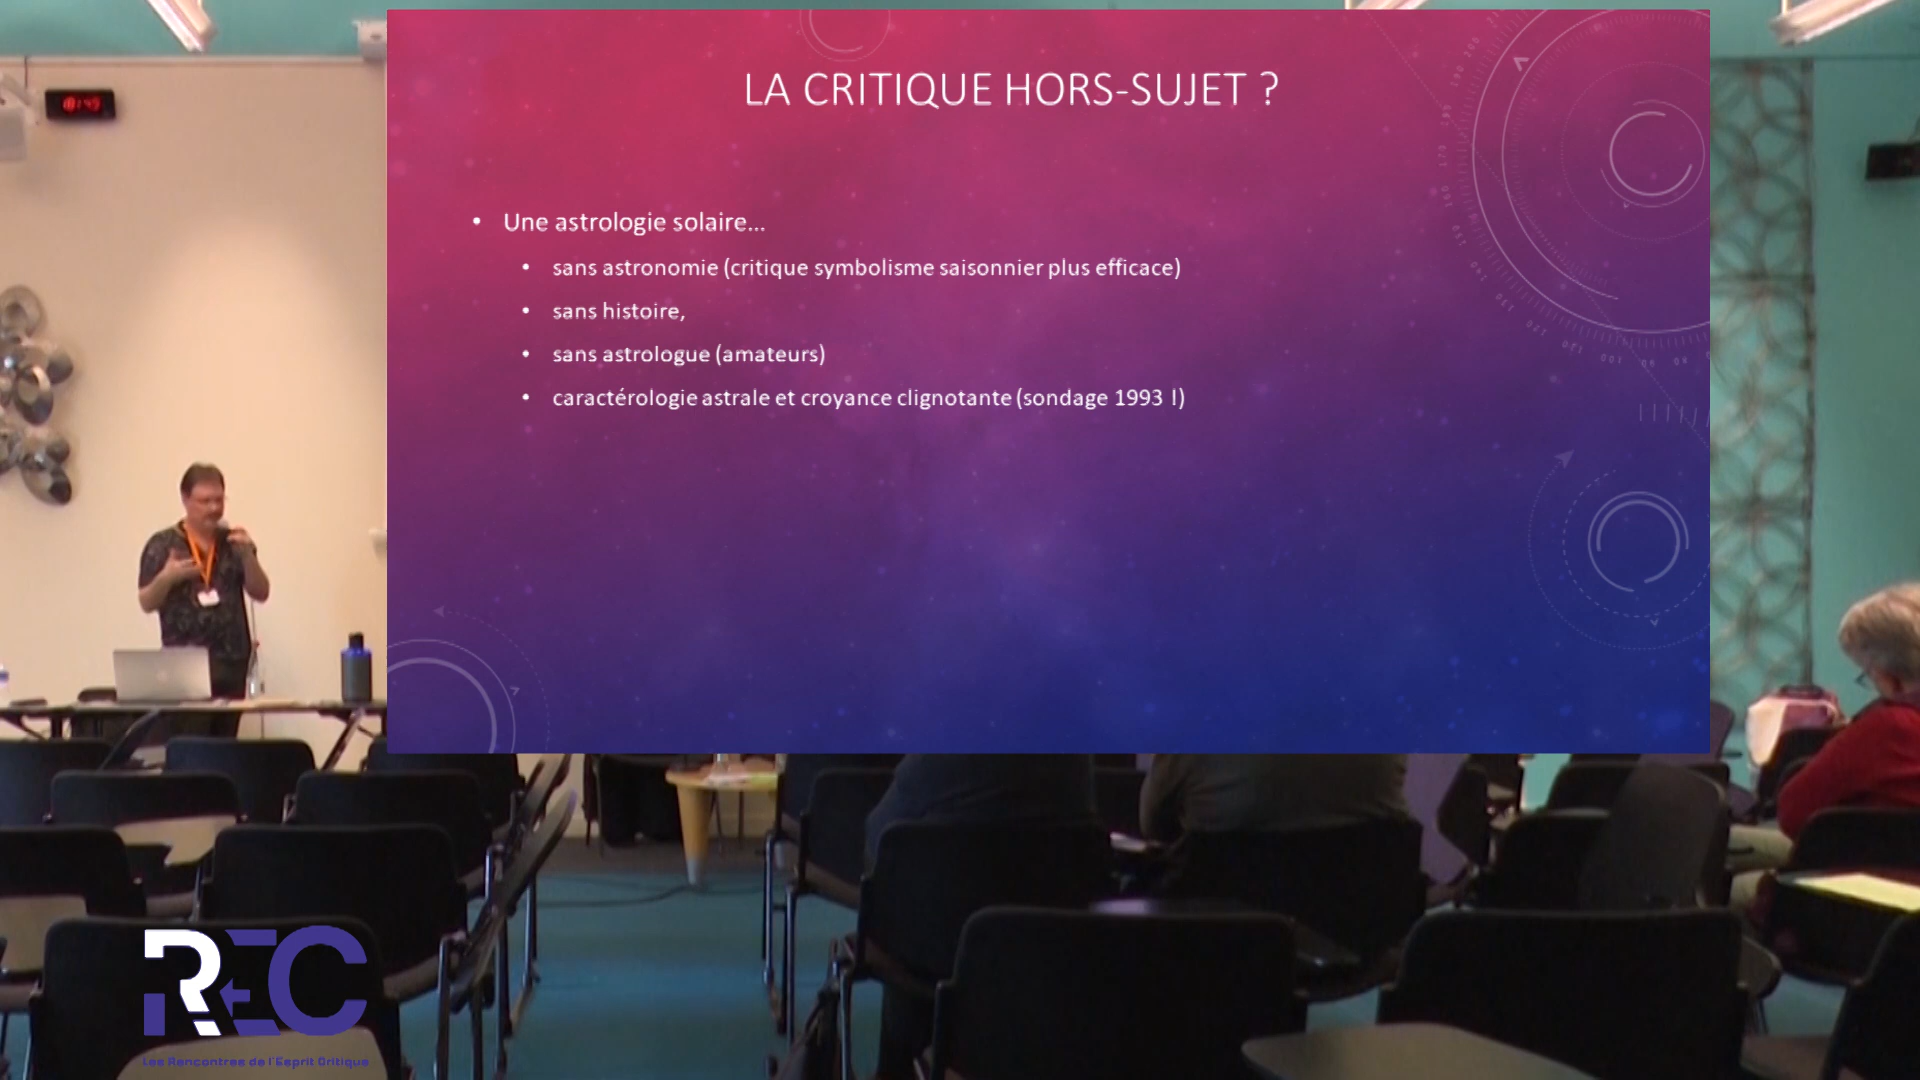 LA CRITIQUE HORS-SUJET ?
• Une astrologie solaire...
• sans astronomie (critique symbolisme saisonnier plus efficace)
• sans histoire,
• sans astrologue (amateurs)
• caractérologie astrale et croyance clignotante (sondage 1993 !)
REC
Les Rencontres de l'Esprit Critique